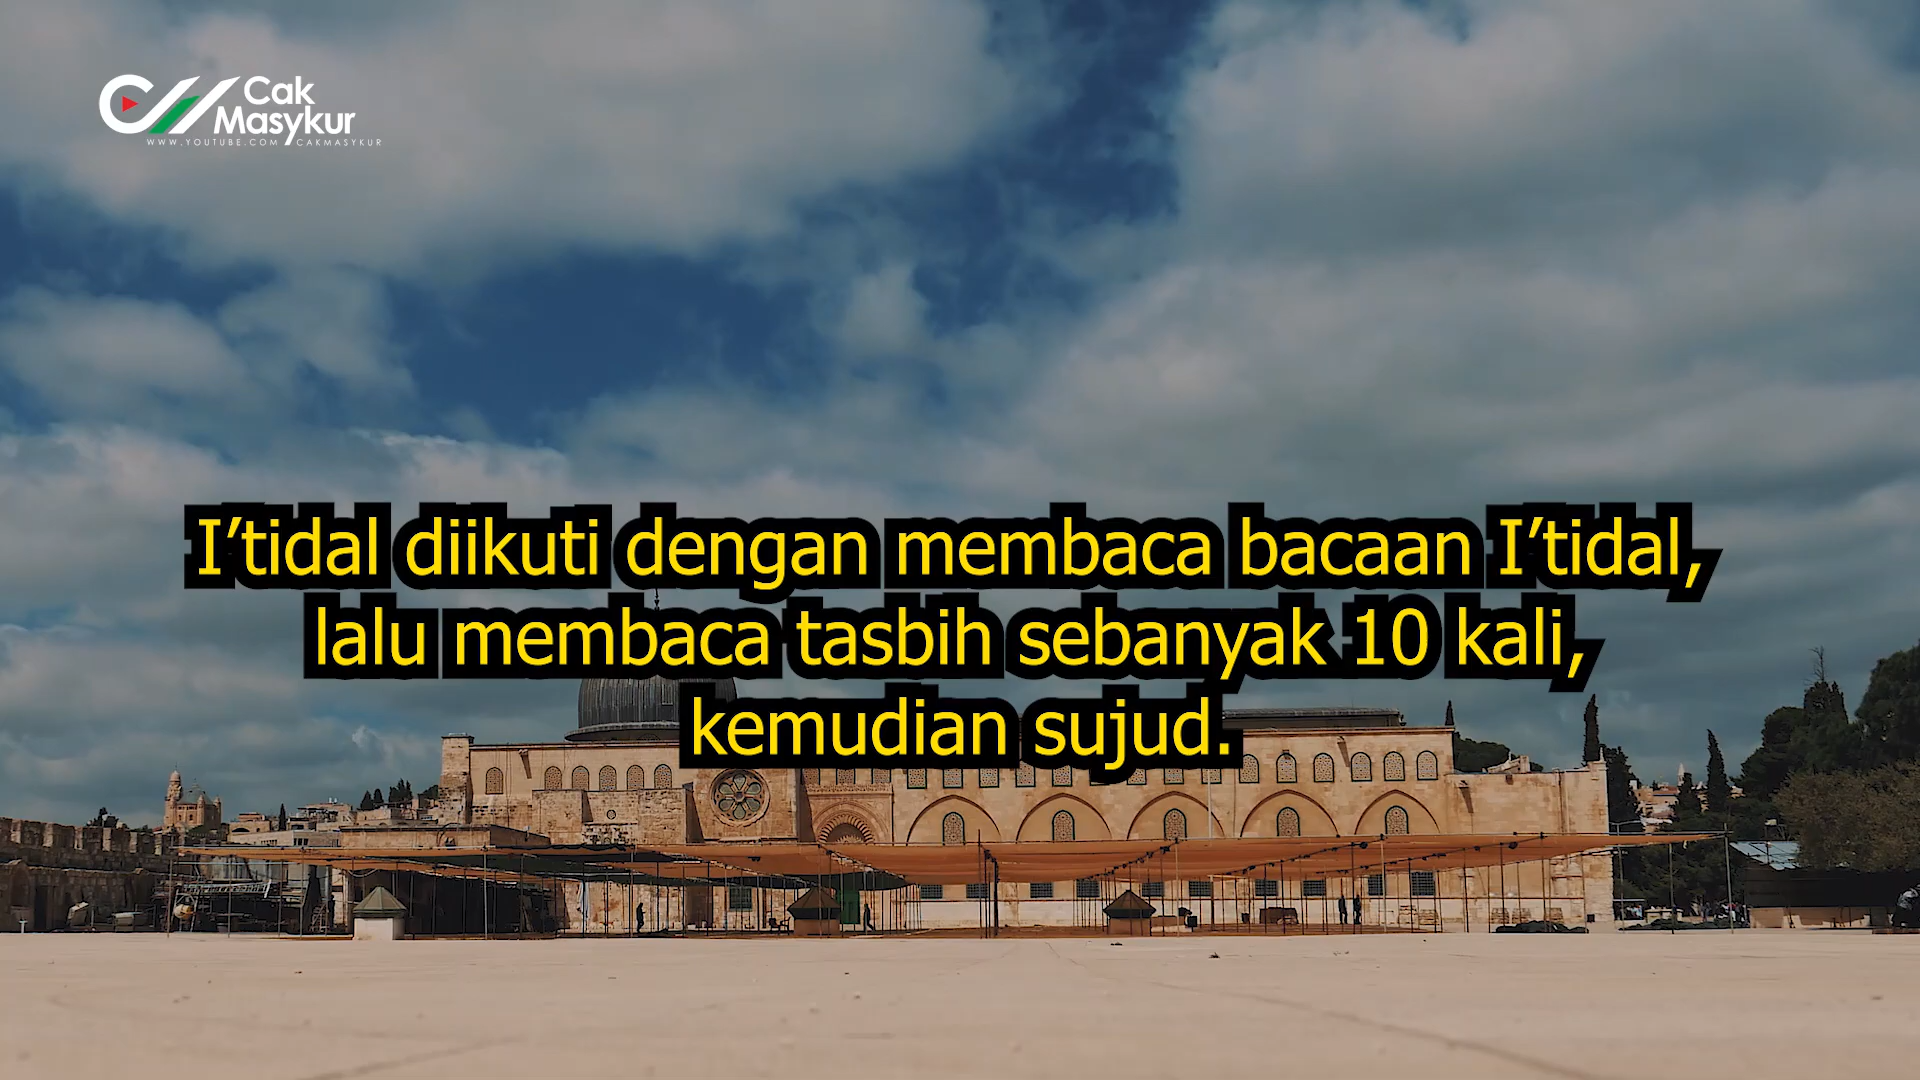 Cak
Masykur
WWW.YOUTUBE.COM / CAKMASYKUR
I’tidal diikuti dengan membaca bacaan I’tidal,
lalu membaca tasbih sebanyak 10 kali,
kemudian sujud.